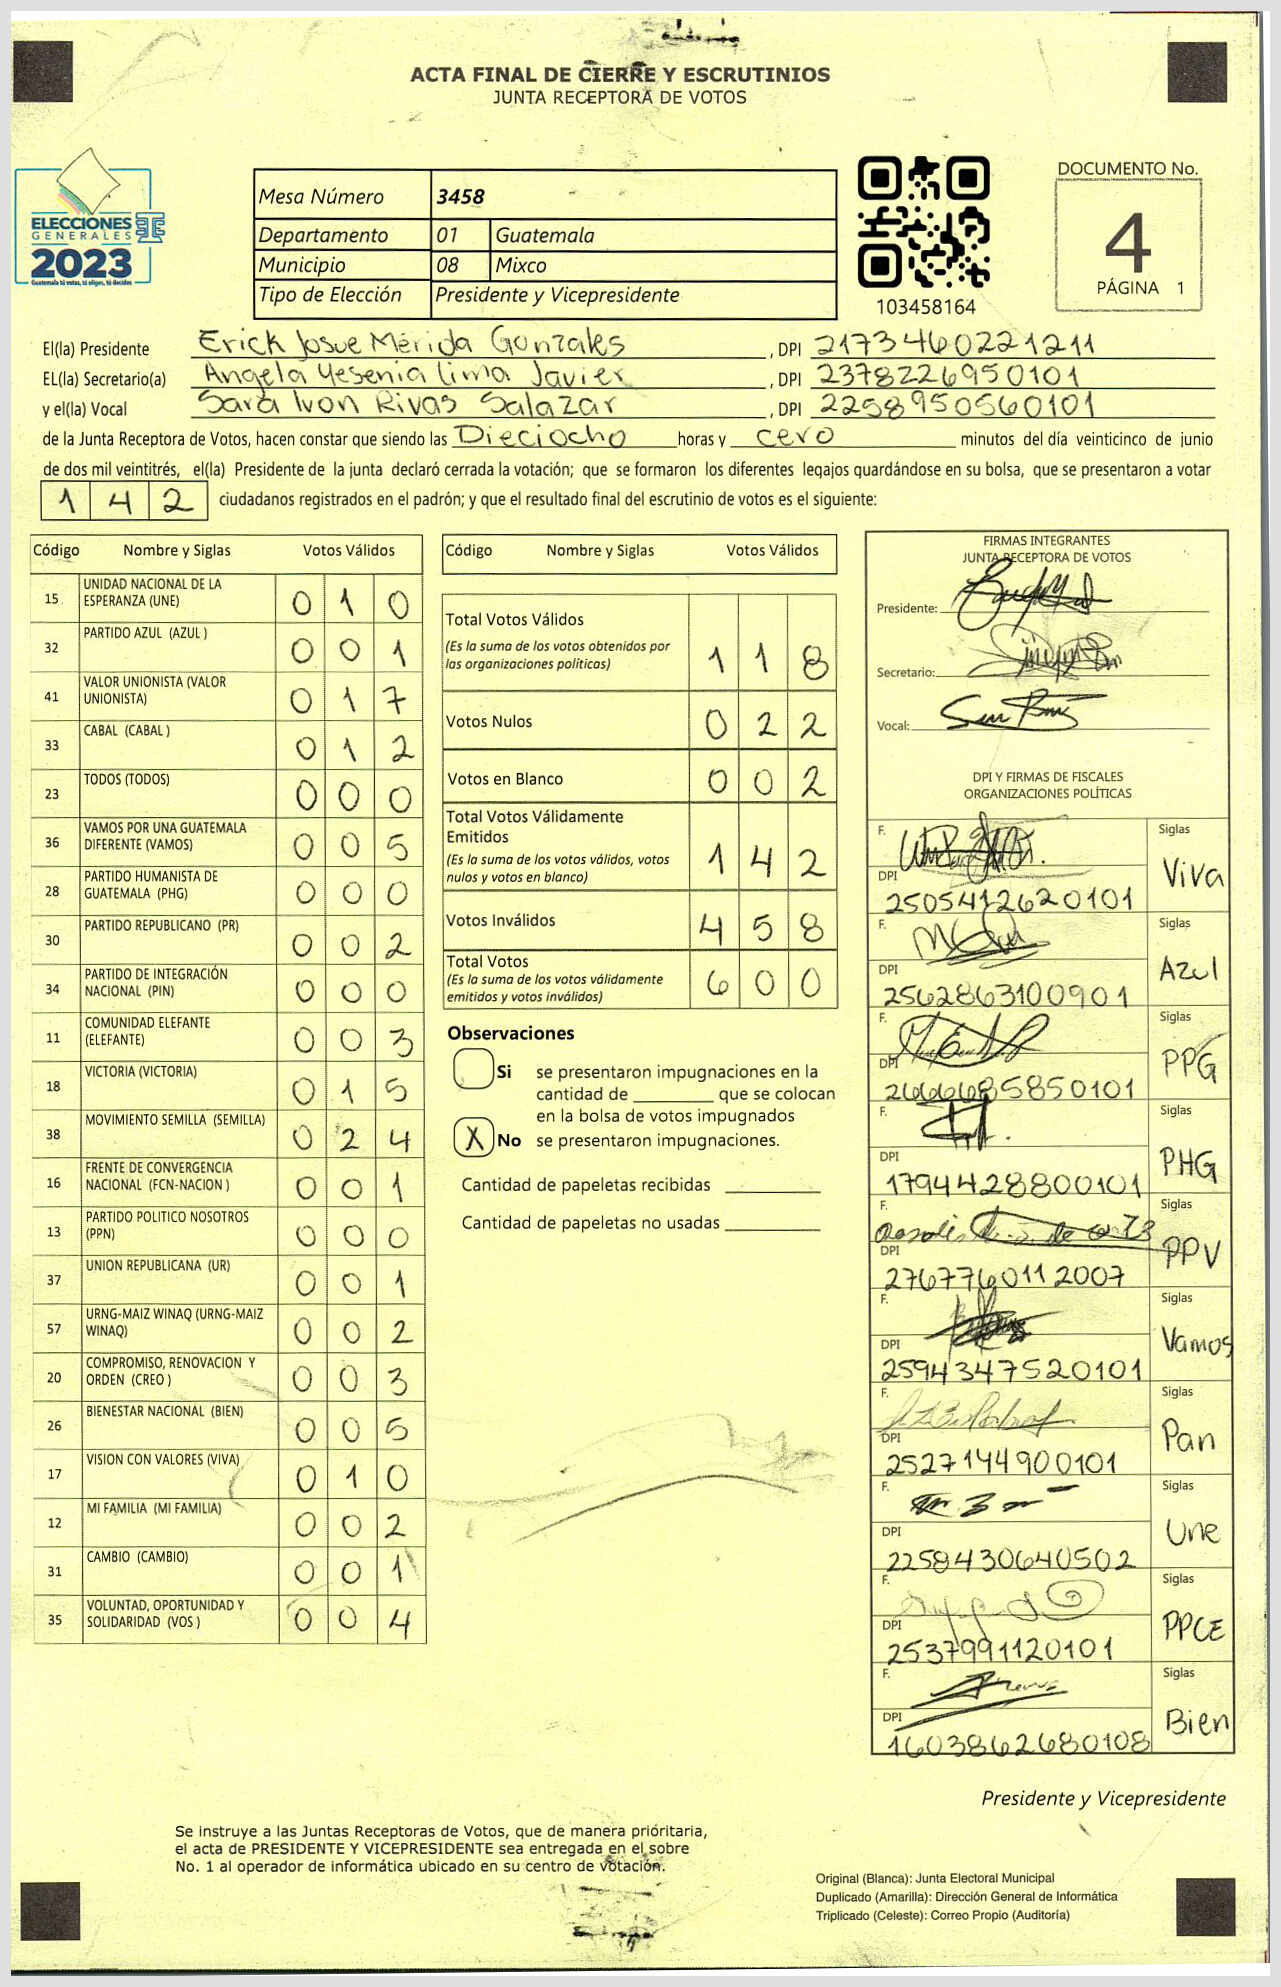 ACTA FINAL DE CIERRE Y ESCRUTINIOS
JUNTA RECEPTORA DE VOTOS
ELECCIONES
GENERALES
2023
Guatemala tú votas, tú eliges, tú decides
Mesa Número 3458
Departamento 01 Guatemala
Municipio 08 Mixco
Tipo de Elección Presidente y Vicepresidente
103458164
DOCUMENTO No.
4
PÁGINA 1
El(la) Presidente Erick Josue Mérida Gonzales , DPI 2173460221211
EL(la) Secretario(a) Angela Yesenia Lima Javier , DPI 2378226950101
y el(la) Vocal Sara Ivon Rivas Salazar , DPI 2258950560101
de la Junta Receptora de Votos, hacen constar que siendo las Dieciocho horas y cero minutos del día veinticinco de junio
de dos mil veintitrés, el(la) Presidente de la junta declaró cerrada la votación; que se formaron los diferentes legajos guardándose en su bolsa, que se presentaron a votar
142 ciudadanos registrados en el padrón; y que el resultado final del escrutinio de votos es el siguiente:
Código Nombre y Siglas Votos Válidos
15 UNIDAD NACIONAL DE LA ESPERANZA (UNE) 0 1 0
32 PARTIDO AZUL (AZUL ) 0 0 1
41 VALOR UNIONISTA (VALOR UNIONISTA) 0 1 7
33 CABAL (CABAL ) 0 1 2
23 TODOS (TODOS) 0 0 0
36 VAMOS POR UNA GUATEMALA DIFERENTE (VAMOS) 0 0 5
28 PARTIDO HUMANISTA DE GUATEMALA (PHG) 0 0 0
30 PARTIDO REPUBLICANO (PR) 0 0 2
34 PARTIDO DE INTEGRACIÓN NACIONAL (PIN) 0 0 0
11 COMUNIDAD ELEFANTE (ELEFANTE) 0 0 3
18 VICTORIA (VICTORIA) 0 1 5
38 MOVIMIENTO SEMILLA (SEMILLA) 0 2 4
16 FRENTE DE CONVERGENCIA NACIONAL (FCN-NACION ) 0 0 1
13 PARTIDO POLITICO NOSOTROS (PPN) 0 0 0
37 UNION REPUBLICANA (UR) 0 0 1
57 URNG-MAIZ WINAQ (URNG-MAIZ WINAQ) 0 0 2
20 COMPROMISO, RENOVACION Y ORDEN (CREO ) 0 0 3
26 BIENESTAR NACIONAL (BIEN) 0 0 5
17 VISION CON VALORES (VIVA) 0 1 0
12 MI FAMILIA (MI FAMILIA) 0 0 2
31 CAMBIO (CAMBIO) 0 0 1
35 VOLUNTAD, OPORTUNIDAD Y SOLIDARIDAD (VOS ) 0 0 4
Código Nombre y Siglas Votos Válidos
Total Votos Válidos
(Es la suma de los votos obtenidos por las organizaciones políticas) 1 1 8
Votos Nulos 0 2 2
Votos en Blanco 0 0 2
Total Votos Válidamente Emitidos
(Es la suma de los votos válidos, votos nulos y votos en blanco) 1 4 2
Votos Inválidos 4 5 8
Total Votos
(Es la suma de los votos válidamente emitidos y votos inválidos) 6 0 0
Observaciones
Si se presentaron impugnaciones en la
cantidad de ________ que se colocan
en la bolsa de votos impugnados
X No se presentaron impugnaciones.
Cantidad de papeletas recibidas
Cantidad de papeletas no usadas
FIRMAS INTEGRANTES
JUNTA RECEPTORA DE VOTOS
Presidente:
Secretario:
Vocal:
DPI Y FIRMAS DE FISCALES
ORGANIZACIONES POLÍTICAS
F. Siglas
DPI 2505412620101 Viva
F. Siglas
DPI 2562863100901 Azul
F. Siglas
DPI 2666685850101 PPG
F. Siglas
DPI 1794428800101 PHG
F. Siglas
DPI 2767760112007 PPV
F. Siglas
DPI 2594347520101 Vamos
F. Siglas
DPI 2527144900101 Pan
F. Siglas
DPI 2258430640502 Une
F. Siglas
DPI 2537991120101 PPCE
F. Siglas
DPI 1603862680108 Bien
Presidente y Vicepresidente
Se instruye a las Juntas Receptoras de Votos, que de manera prióritaria,
el acta de PRESIDENTE Y VICEPRESIDENTE sea entregada en el sobre
No. 1 al operador de informática ubicado en su centro de votación.
Original (Blanca): Junta Electoral Municipal
Duplicado (Amarilla): Dirección General de Informática
Triplicado (Celeste): Correo Propio (Auditoría)